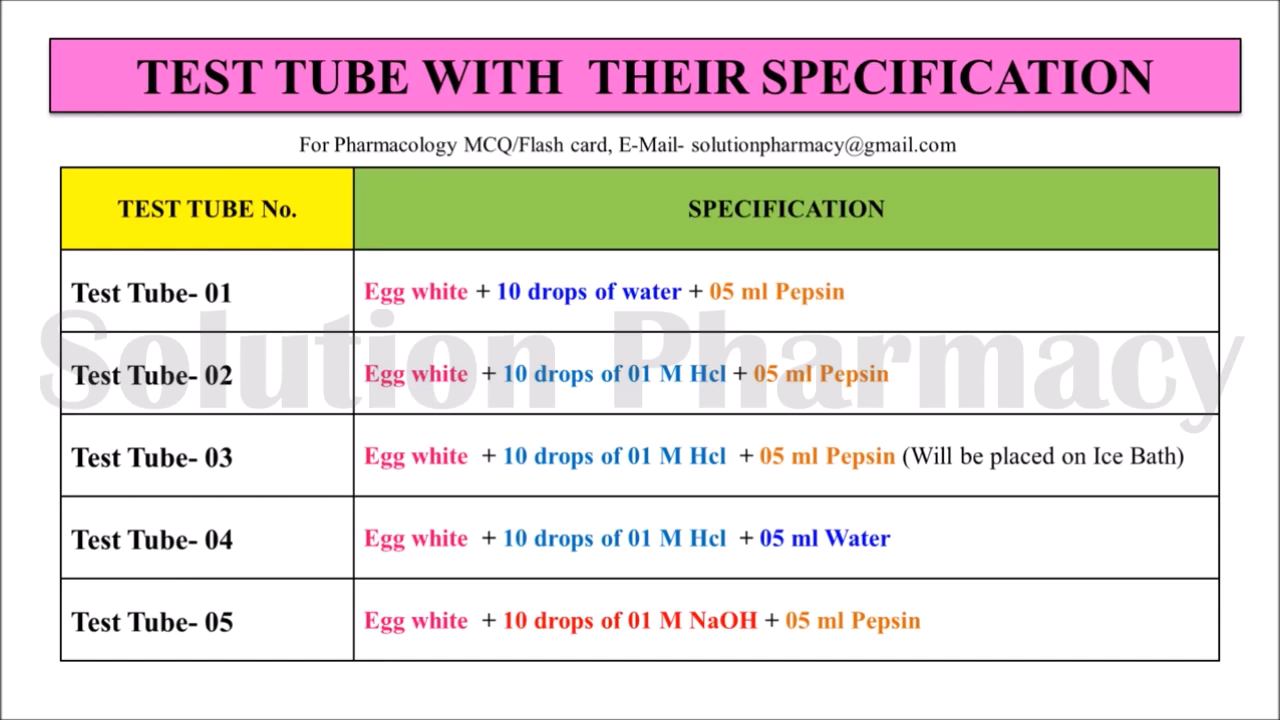 TEST TUBE WITH THEIR SPECIFICATION
For Pharmacology MCQ/Flash card, E-Mail- solutionpharmacy@gmail.com
TEST TUBE No. SPECIFICATION
Test Tube- 01 Egg white + 10 drops of water + 05 ml Pepsin
Test Tube- 02 Egg white + 10 drops of 01 M Hcl + 05 ml Pepsin
Solution Pharmacy
Test Tube- 03 Egg white + 10 drops of 01 M Hcl + 05 ml Pepsin (Will be placed on Ice Bath)
Test Tube- 04 Egg white + 10 drops of 01 M Hcl + 05 ml Water
Test Tube- 05 Egg white + 10 drops of 01 M NaOH + 05 ml Pepsin